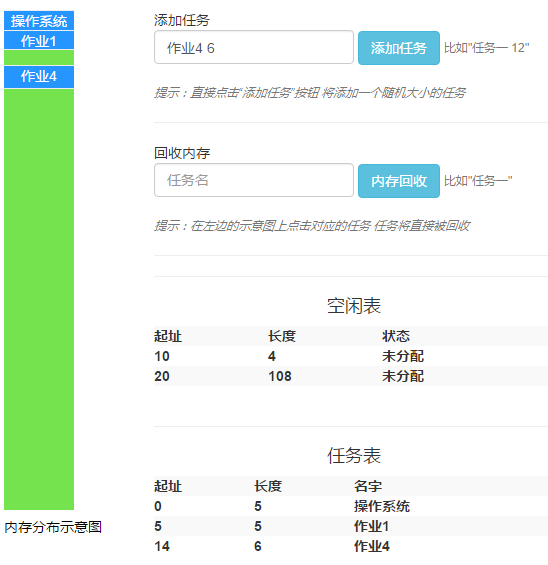 操作系统
作业1
作业4
内存分布示意图
添加任务
作业4 6 添加任务 比如"任务一 12"
提示：直接点击"添加任务"按钮 将添加一个随机大小的任务
回收内存
任务名 内存回收 比如"任务一"
提示：在左边的示意图上点击对应的任务 任务将直接被回收
空闲表
起址 长度 状态
10 4 未分配
20 108 未分配
任务表
起址 长度 名字
0 5 操作系统
5 5 作业1
14 6 作业4